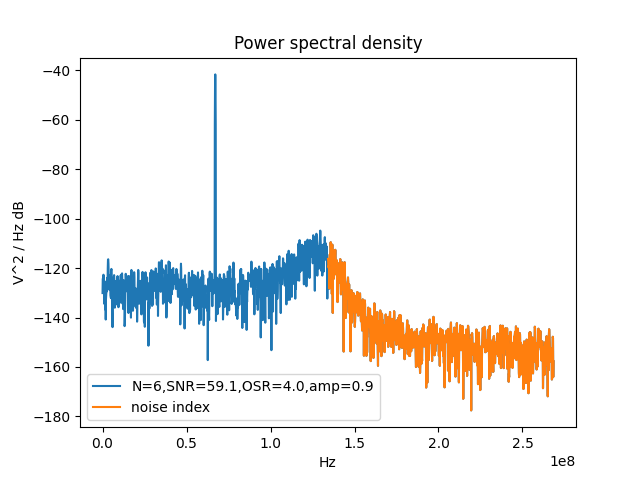 Power spectral density
V^2 / Hz dB
−40
−60
−80
−100
−120
−140
−160
−180
N=6,SNR=59.1,OSR=4.0,amp=0.9
noise index
0.0 0.5 1.0 1.5 2.0 2.5
1e8
Hz